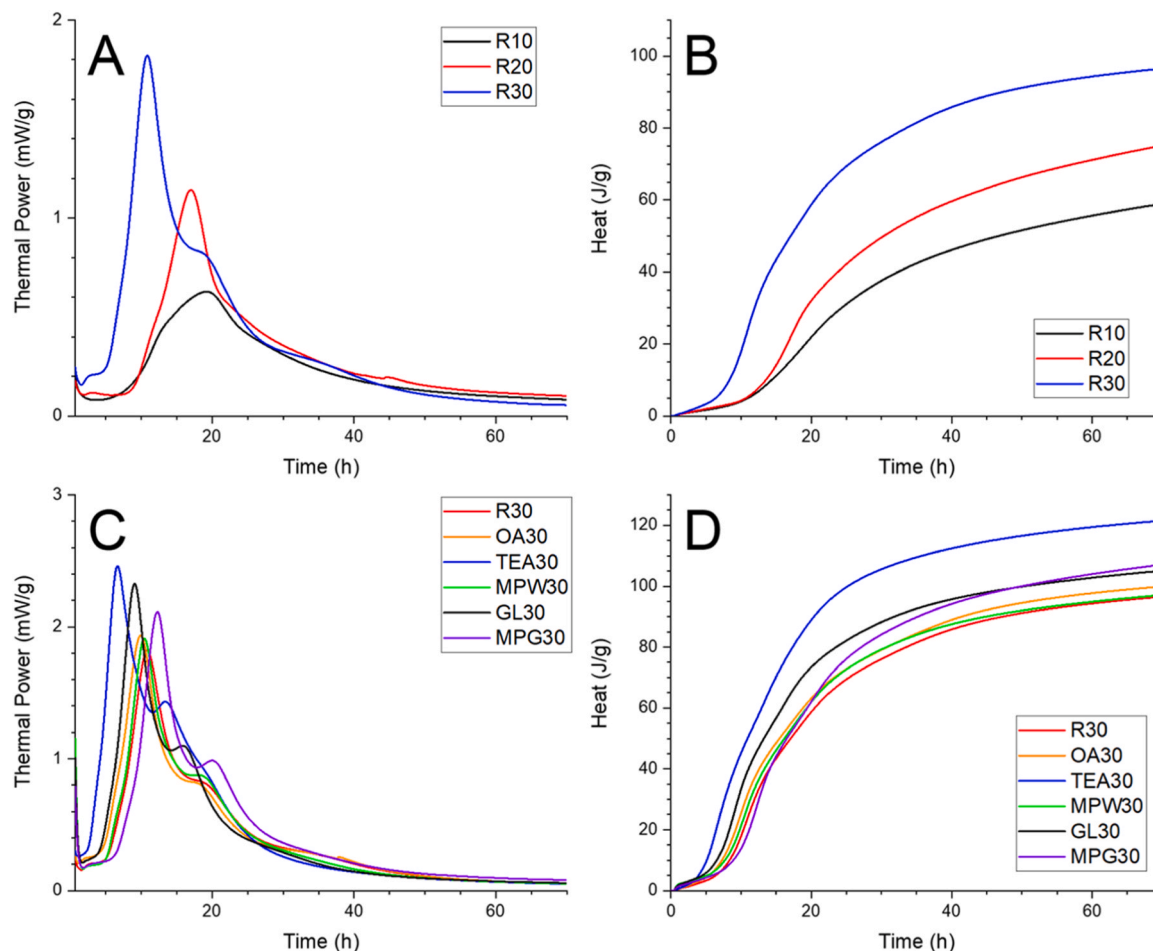 A
2
1
0
Thermal Power (mW/g)
R10
R20
R30
20
40
60
Time (h)
B
100
80
60
40
20
0
Heat (J/g)
R10
R20
R30
0
20
40
60
Time (h)
C
3
2
1
0
Thermal Power (mW/g)
R30
OA30
TEA30
MPW30
GL30
MPG30
20
40
60
Time (h)
D
120
100
80
60
40
20
0
Heat (J/g)
R30
OA30
TEA30
MPW30
GL30
MPG30
0
20
40
60
Time (h)